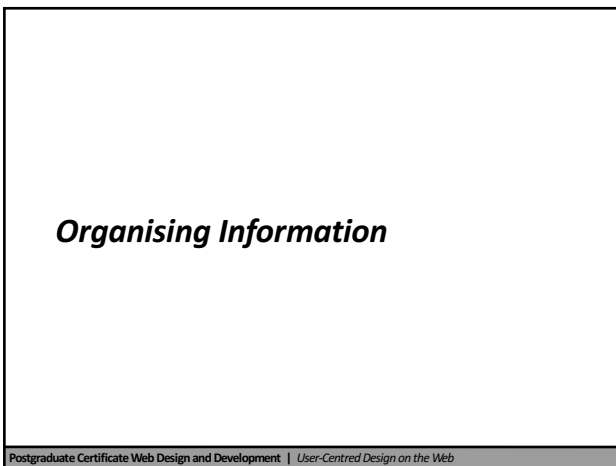 Organising Information
Postgraduate Certificate Web Design and Development | User-Centred Design on the Web